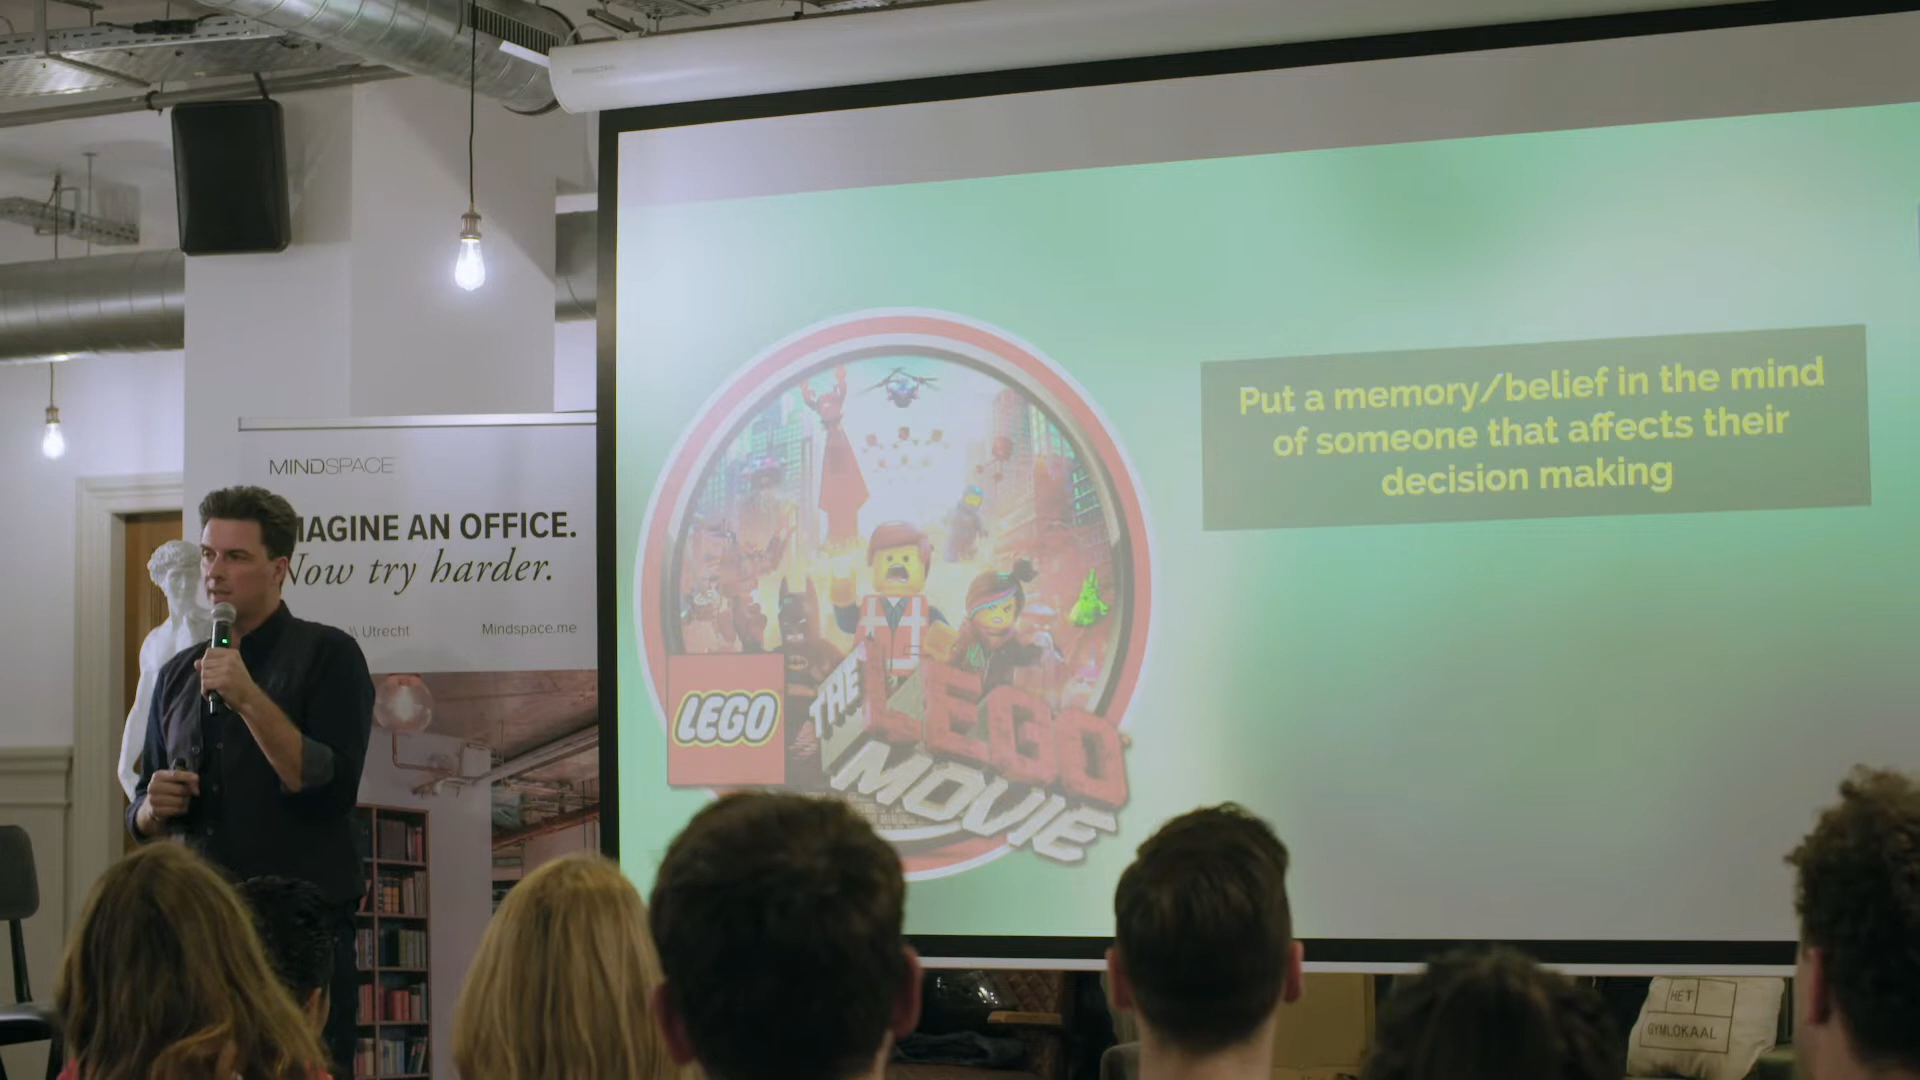 MINDSPACE
MAGINE AN OFFICE.
Now try harder.
\\ Utrecht
Mindspace.me
Put a memory/belief in the mind
of someone that affects their
decision making
LEGO
THE LEGO
MOVIE
HET
GYMLOKAAL